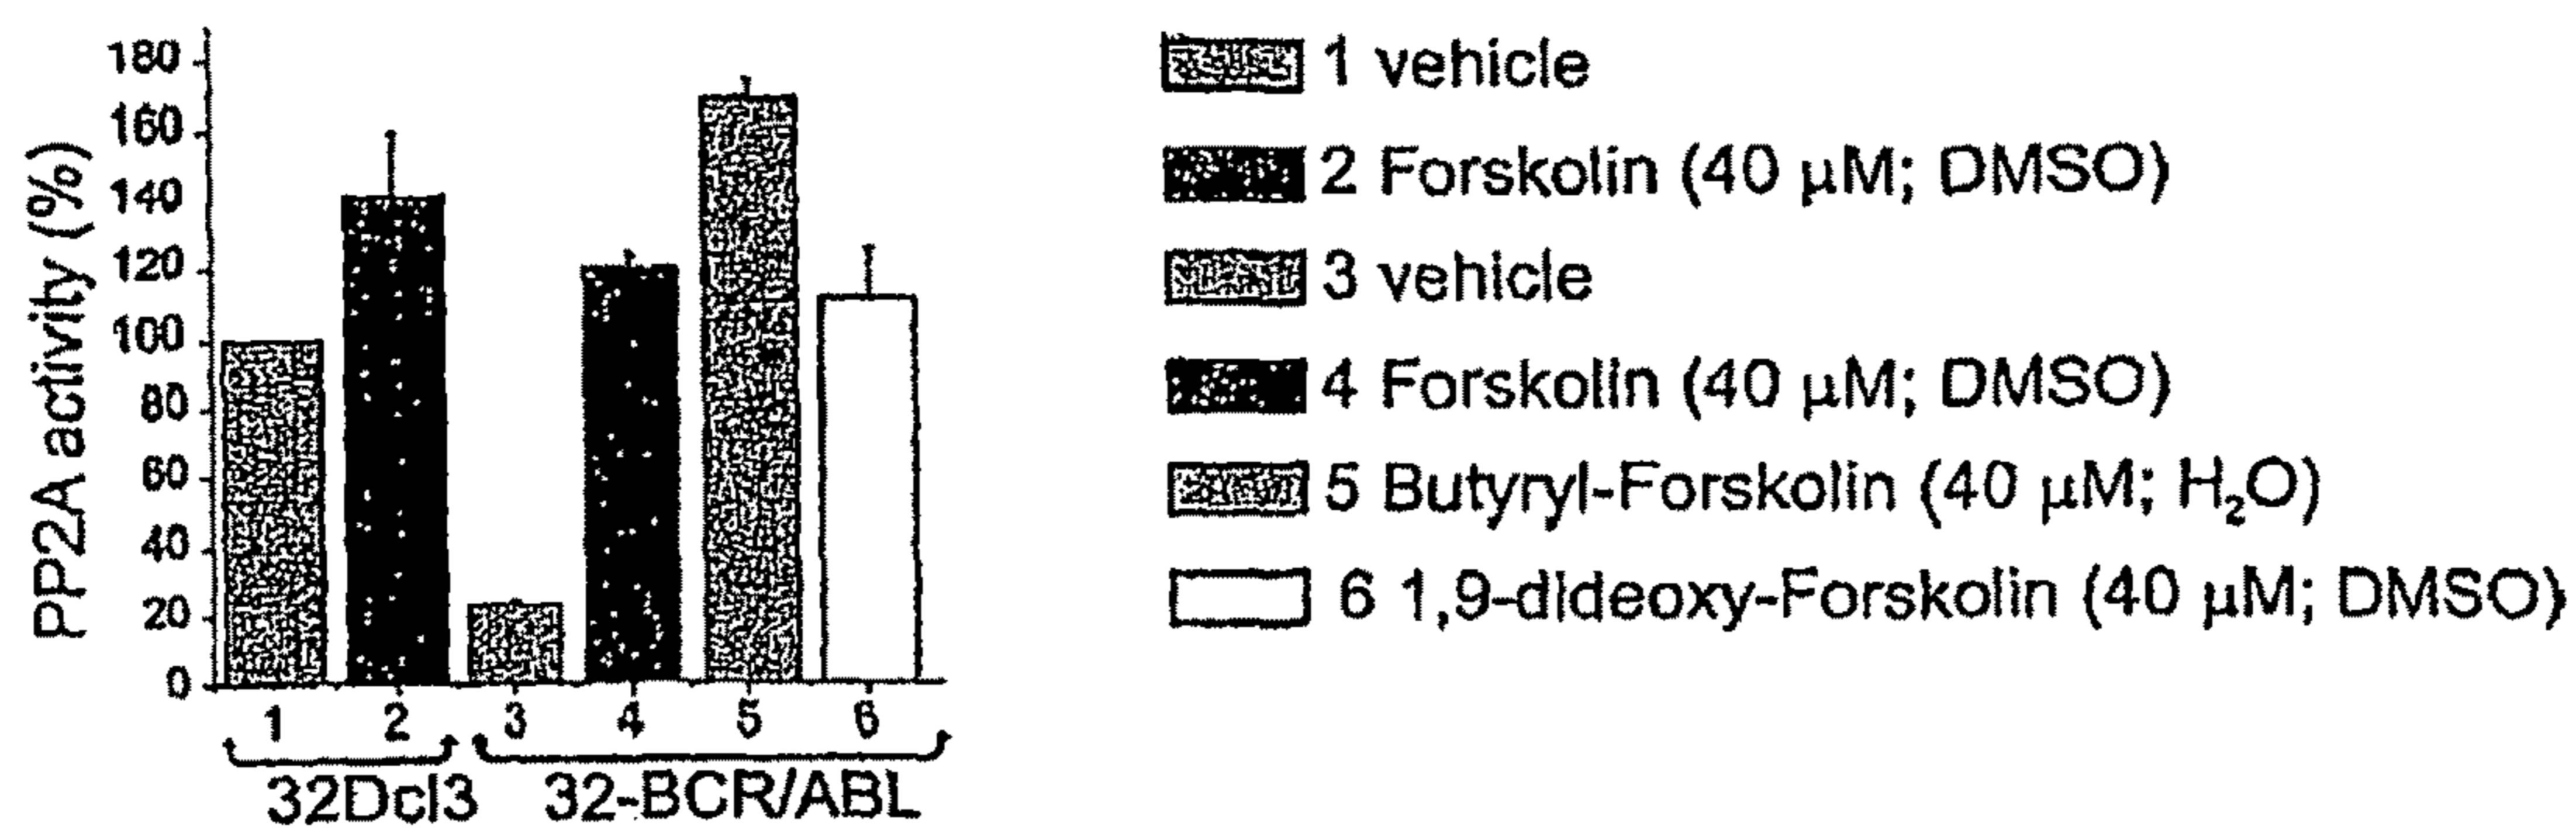 PP2A activity (%)
180
160
140
120
100
80
60
40
20
0
1 2 3 4 5 6
32Dcl3 32-BCR/ABL
1 vehicle
2 Forskolin (40 μM; DMSO)
3 vehicle
4 Forskolin (40 μM; DMSO)
5 Butyryl-Forskolin (40 μM; H₂O)
6 1,9-dideoxy-Forskolin (40 μM; DMSO)